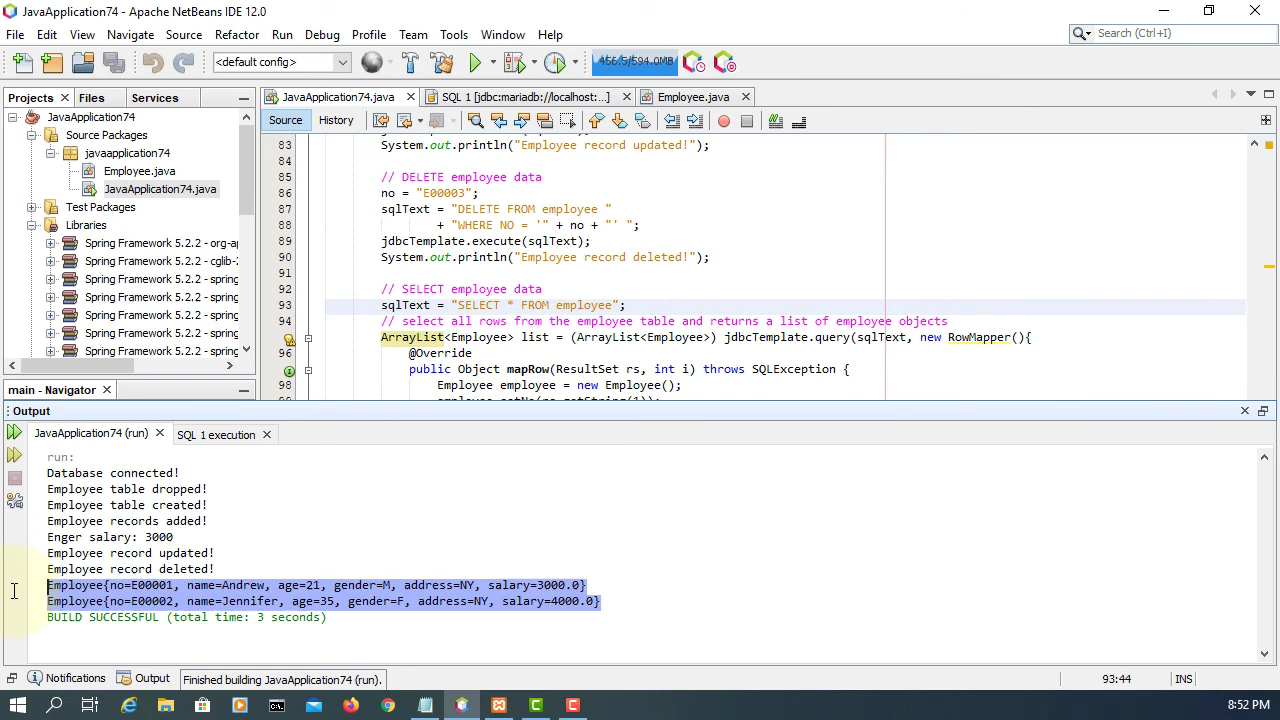 JavaApplication74 - Apache NetBeans IDE 12.0
File Edit View Navigate Source Refactor Run Debug Profile Team Tools Window Help
Search (Ctrl+I)
<default config>
456.5/594.0MB
Projects Files Services
JavaApplication74.java SQL 1 [jdbc:mariadb://localhost:...] Employee.java
Source History
JavaApplication74
Source Packages
javaapplication74
Employee.java
JavaApplication74.java
Test Packages
Libraries
Spring Framework 5.2.2 - org-ap
Spring Framework 5.2.2 - cglib-2
Spring Framework 5.2.2 - spring
Spring Framework 5.2.2 - spring
Spring Framework 5.2.2 - spring
Spring Framework 5.2.2 - spring
Spring Framework 5.2.2 - spring
main - Navigator
83 System.out.println("Employee record updated!");
84
85 // DELETE employee data
86 no = "E00003";
87 sqlText = "DELETE FROM employee "
88 + "WHERE NO = '" + no + "' ";
89 jdbcTemplate.execute(sqlText);
90 System.out.println("Employee record deleted!");
91
92 // SELECT employee data
93 sqlText = "SELECT * FROM employee";
94 // select all rows from the employee table and returns a list of employee objects
ArrayList<Employee> list = (ArrayList<Employee>) jdbcTemplate.query(sqlText, new RowMapper(){
96 @Override
public Object mapRow(ResultSet rs, int i) throws SQLException {
98 Employee employee = new Employee();
employee.setNo(rs.getString(1));
Output
JavaApplication74 (run) SQL 1 execution
run:
Database connected!
Employee table dropped!
Employee table created!
Employee records added!
Enger salary: 3000
Employee record updated!
Employee record deleted!
Employee{no=E00001, name=Andrew, age=21, gender=M, address=NY, salary=3000.0}
Employee{no=E00002, name=Jennifer, age=35, gender=F, address=NY, salary=4000.0}
BUILD SUCCESSFUL (total time: 3 seconds)
Notifications Output Finished building JavaApplication74 (run). 93:44 INS
8:52 PM